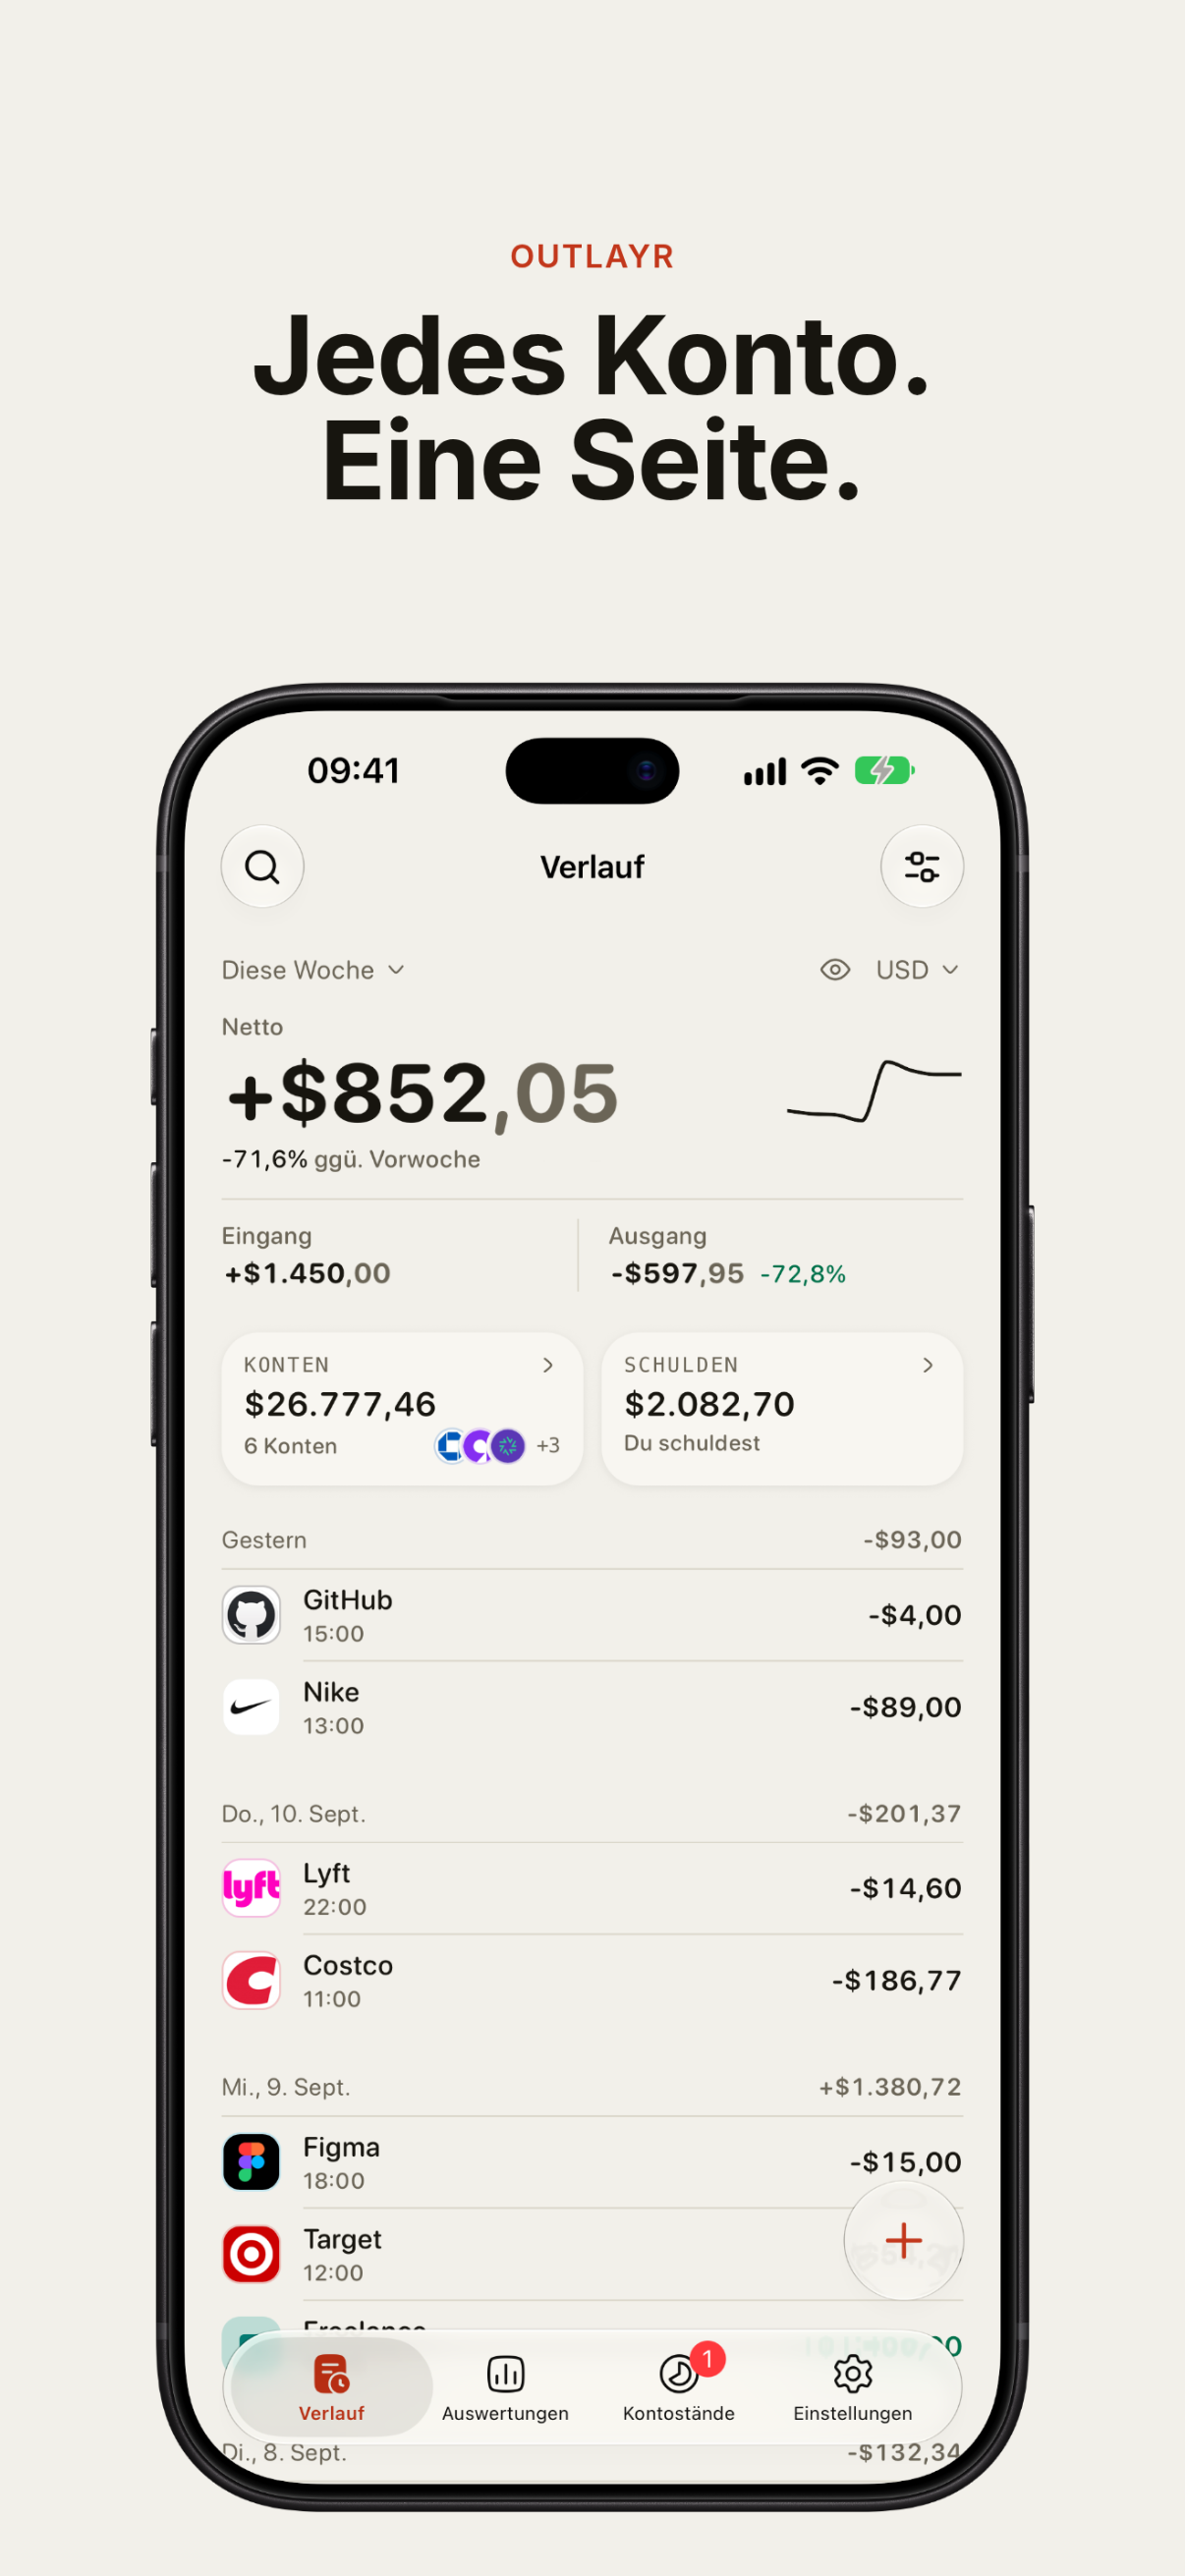 OUTLAYR
Jedes Konto.
Eine Seite.
09:41
Verlauf
Diese Woche
USD
Netto
+$852,05
-71,6% ggü. Vorwoche
Eingang
+$1.450,00
Ausgang
-$597,95 -72,8%
KONTEN
$26.777,46
6 Konten
+3
SCHULDEN
$2.082,70
Du schuldest
Gestern
-$93,00
GitHub
15:00
-$4,00
Nike
13:00
-$89,00
Do., 10. Sept.
-$201,37
lyft
Lyft
22:00
-$14,60
Costco
11:00
-$186,77
Mi., 9. Sept.
+$1.380,72
Figma
18:00
-$15,00
Target
12:00
Freelance
1
Verlauf
Auswertungen
Kontostände
Einstellungen
Di., 8. Sept.
-$132,34